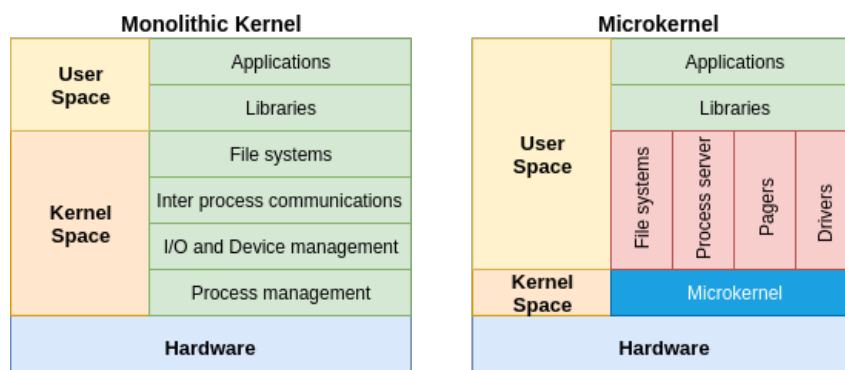 Monolithic Kernel
User
Space
Applications
Libraries
Kernel
Space
File systems
Inter process communications
I/O and Device management
Process management
Hardware
Microkernel
User
Space
Applications
Libraries
File systems
Process server
Pagers
Drivers
Kernel
Space
Microkernel
Hardware